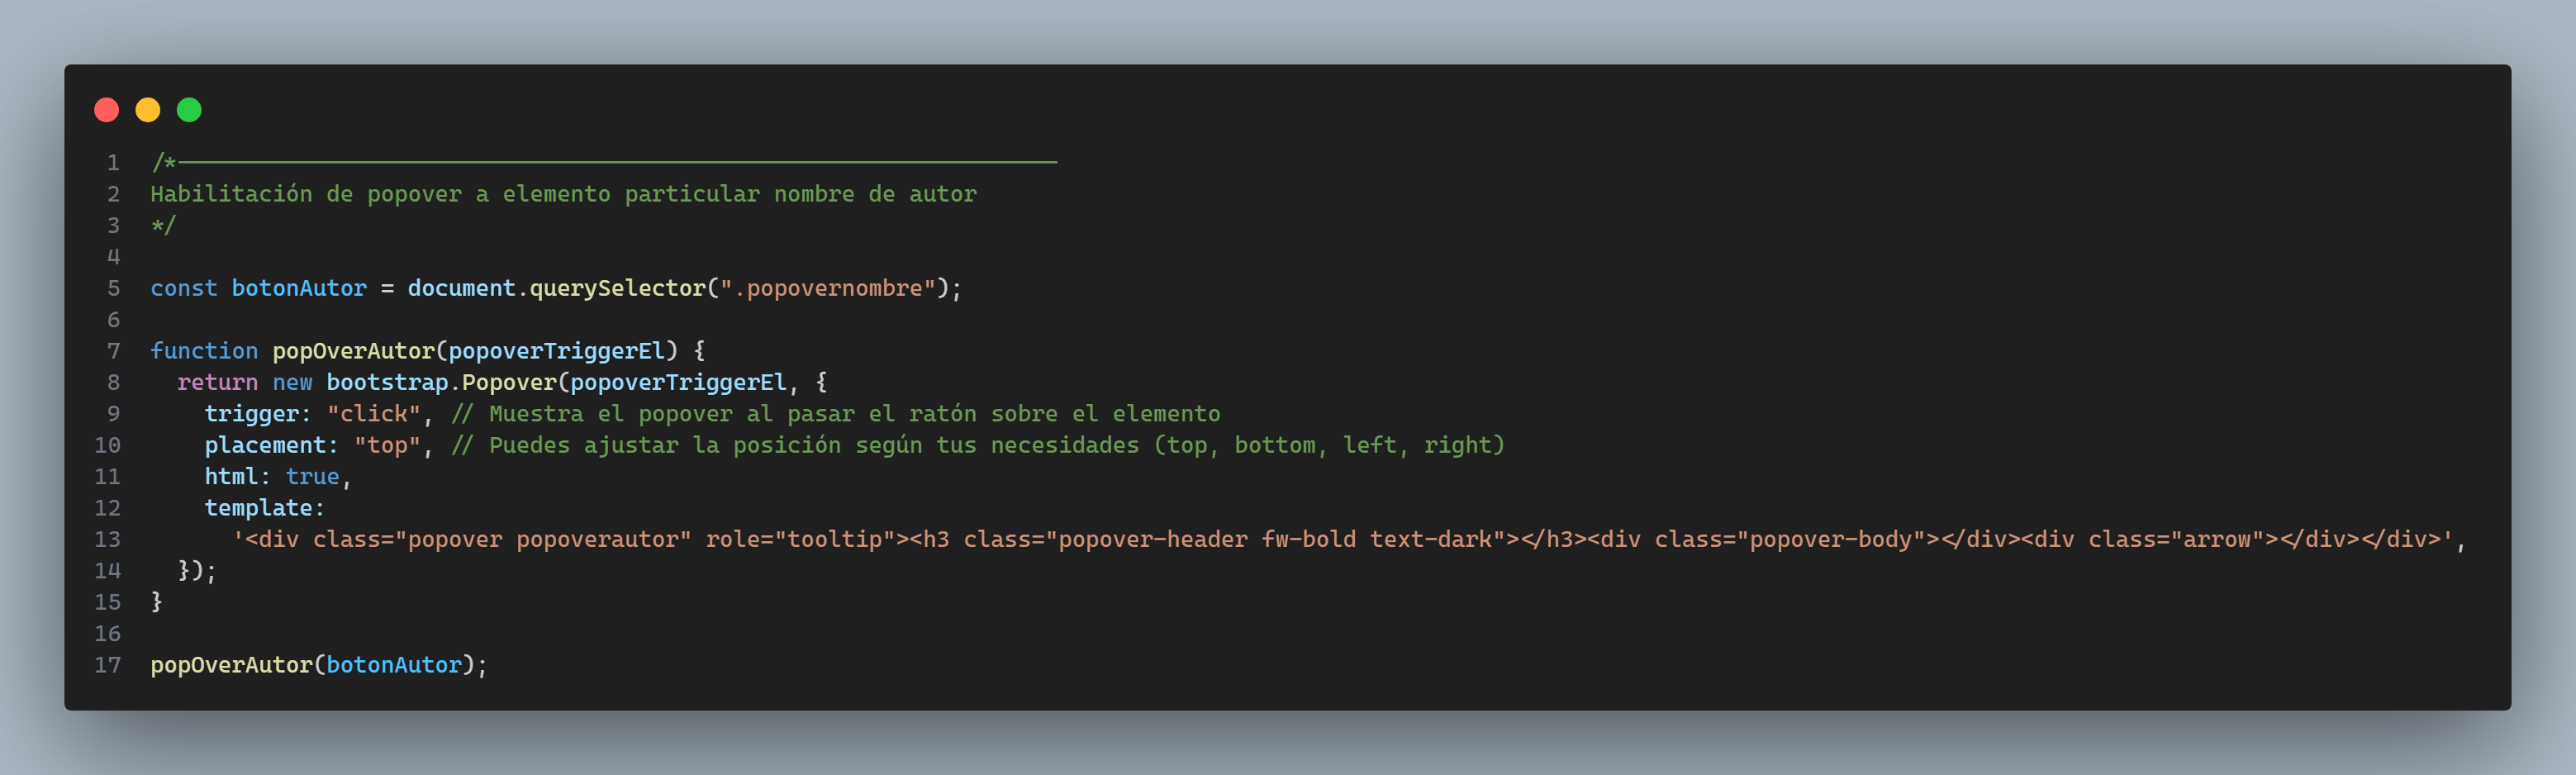 1 /*-----------------------------------------------------------------
2 Habilitación de popover a elemento particular nombre de autor
3 */
4
5 const botonAutor = document.querySelector(".popovernombre");
6
7 function popOverAutor(popoverTriggerEl) {
8   return new bootstrap.Popover(popoverTriggerEl, {
9     trigger: "click", // Muestra el popover al pasar el ratón sobre el elemento
10     placement: "top", // Puedes ajustar la posición según tus necesidades (top, bottom, left, right)
11     html: true,
12     template:
13       '<div class="popover popoverautor" role="tooltip"><h3 class="popover-header fw-bold text-dark"></h3><div class="popover-body"></div><div class="arrow"></div></div>',
14   });
15 }
16
17 popOverAutor(botonAutor);